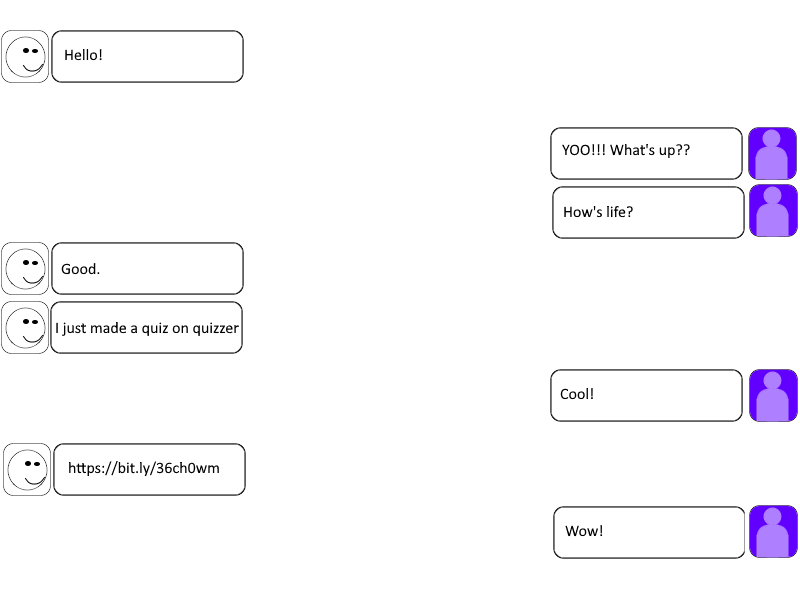 Hello!
YOO!!! What's up??
How's life?
Good.
I just made a quiz on quizzer
Cool!
https://bit.ly/36ch0wm
Wow!